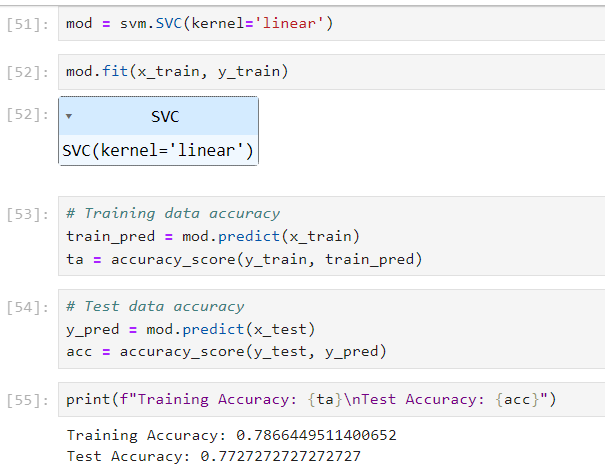 [51]: mod = svm.SVC(kernel='linear')
[52]: mod.fit(x_train, y_train)
[52]: ▾ SVC
SVC(kernel='linear')
[53]: # Training data accuracy
train_pred = mod.predict(x_train)
ta = accuracy_score(y_train, train_pred)
[54]: # Test data accuracy
y_pred = mod.predict(x_test)
acc = accuracy_score(y_test, y_pred)
[55]: print(f"Training Accuracy: {ta}\nTest Accuracy: {acc}")
Training Accuracy: 0.7866449511400652
Test Accuracy: 0.7727272727272727